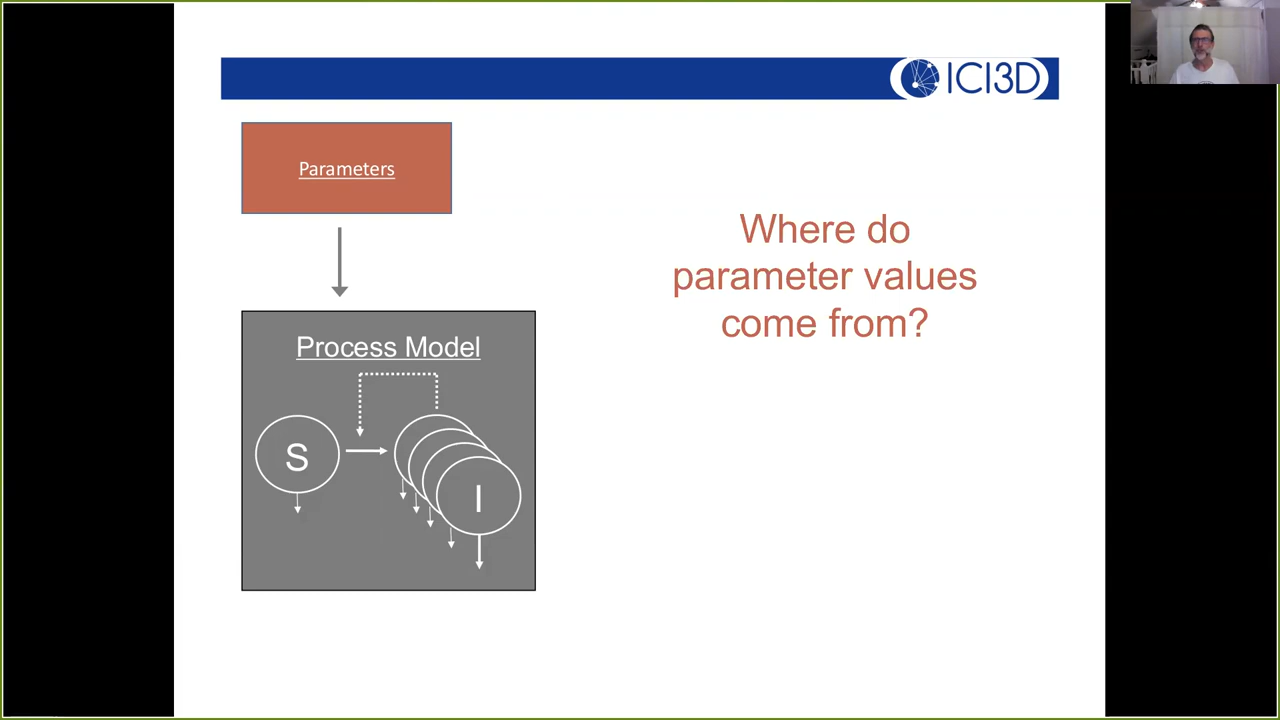 ICI3D
Parameters
Where do
parameter values
come from?
Process Model
S
I